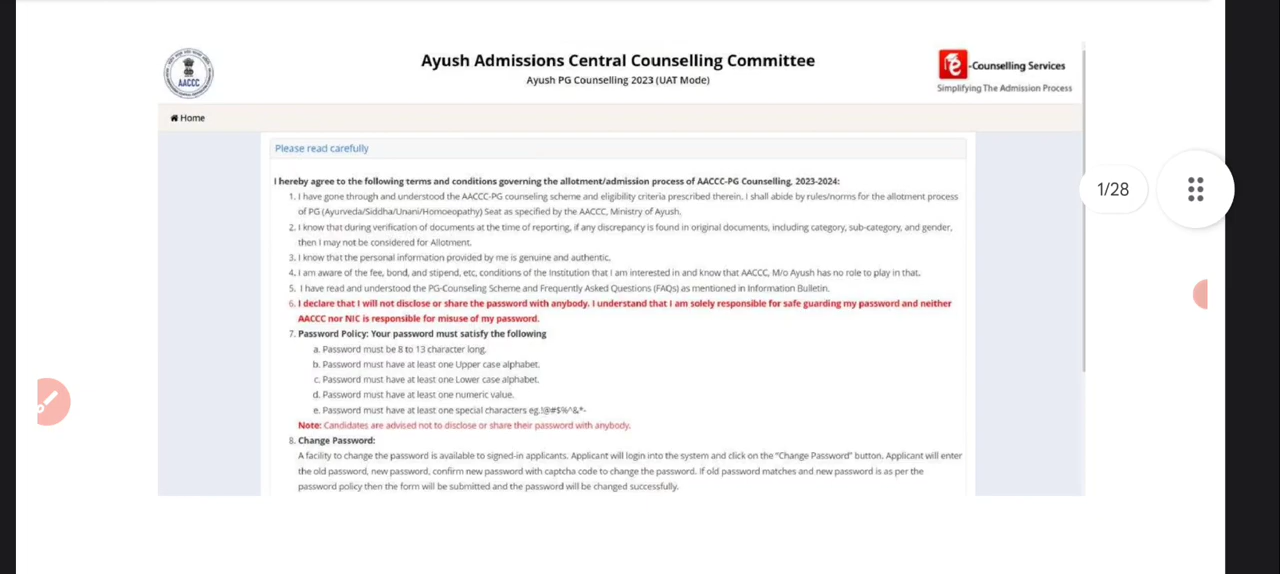 Ayush Admissions Central Counselling Committee
Ayush PG Counselling 2023 (UAT Mode)
AACCC
-Counselling Services
Simplifying The Admission Process
Home
1/28
Please read carefully
I hereby agree to the following terms and conditions governing the allotment/admission process of AACCC-PG Counselling, 2023-2024:
1. I have gone through and understood the AACCC-PG counseling scheme and eligibility criteria prescribed therein. I shall abide by rules/norms for the allotment process
of PG (Ayurveda/Siddha/Unani/Homoeopathy) Seat as specified by the AACCC, Ministry of Ayush.
2. I know that during verification of documents at the time of reporting, if any discrepancy is found in original documents, including category, sub-category, and gender,
then I may not be considered for Allotment.
3. I know that the personal information provided by me is genuine and authentic.
4. I am aware of the fee, bond, and stipend, etc, conditions of the Institution that I am interested in and know that AACCC, M/o Ayush has no role to play in that.
5. I have read and understood the PG-Counseling Scheme and Frequently Asked Questions (FAQs) as mentioned in Information Bulletin.
6. I declare that I will not disclose or share the password with anybody. I understand that I am solely responsible for safe guarding my password and neither
AACCC nor NIC is responsible for misuse of my password.
7. Password Policy: Your password must satisfy the following
a. Password must be 8 to 13 character long.
b. Password must have at least one Upper case alphabet.
c. Password must have at least one Lower case alphabet.
d. Password must have at least one numeric value.
e. Password must have at least one special characters eg.!@#$%^&*-
Note: Candidates are advised not to disclose or share their password with anybody.
8. Change Password:
A facility to change the password is available to signed-in applicants. Applicant will login into the system and click on the "Change Password" button. Applicant will enter
the old password, new password, confirm new password with captcha code to change the password. If old password matches and new password is as per the
password policy then the form will be submitted and the password will be changed successfully.